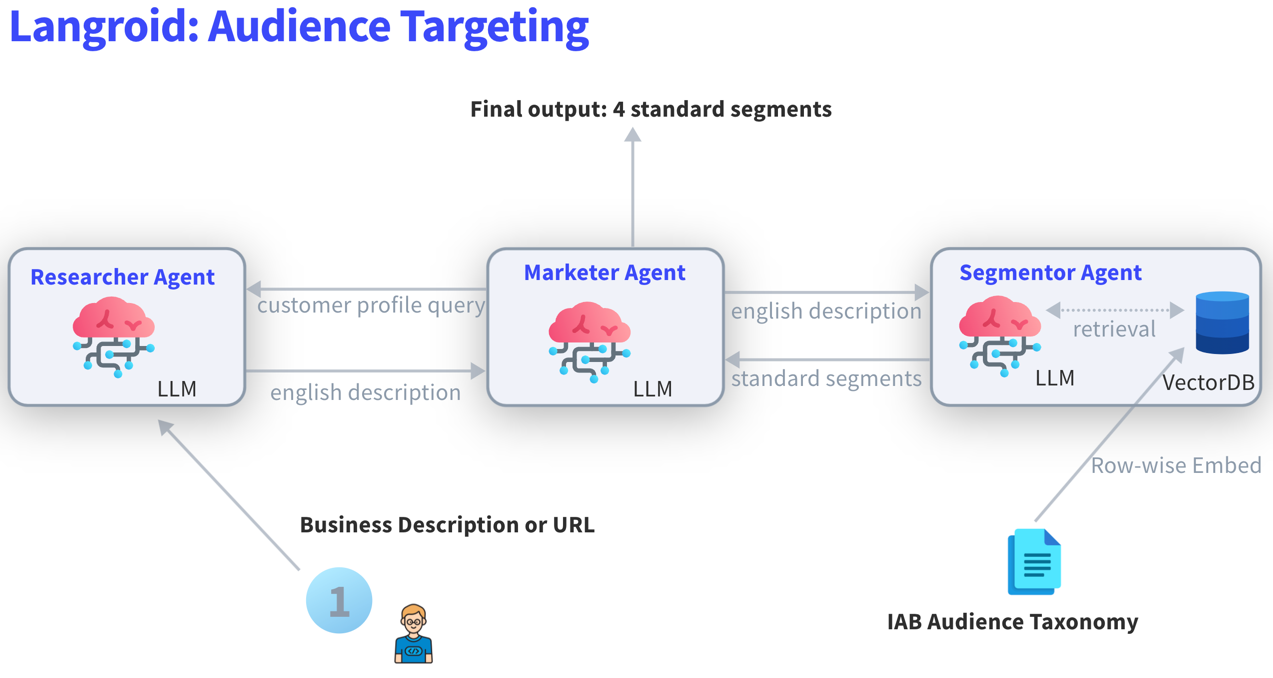 Langroid: Audience Targeting
Final output: 4 standard segments
Researcher Agent
LLM
customer profile query
english description
Marketer Agent
LLM
english description
standard segments
Segmentor Agent
retrieval
LLM
VectorDB
Row-wise Embed
Business Description or URL
1
IAB Audience Taxonomy